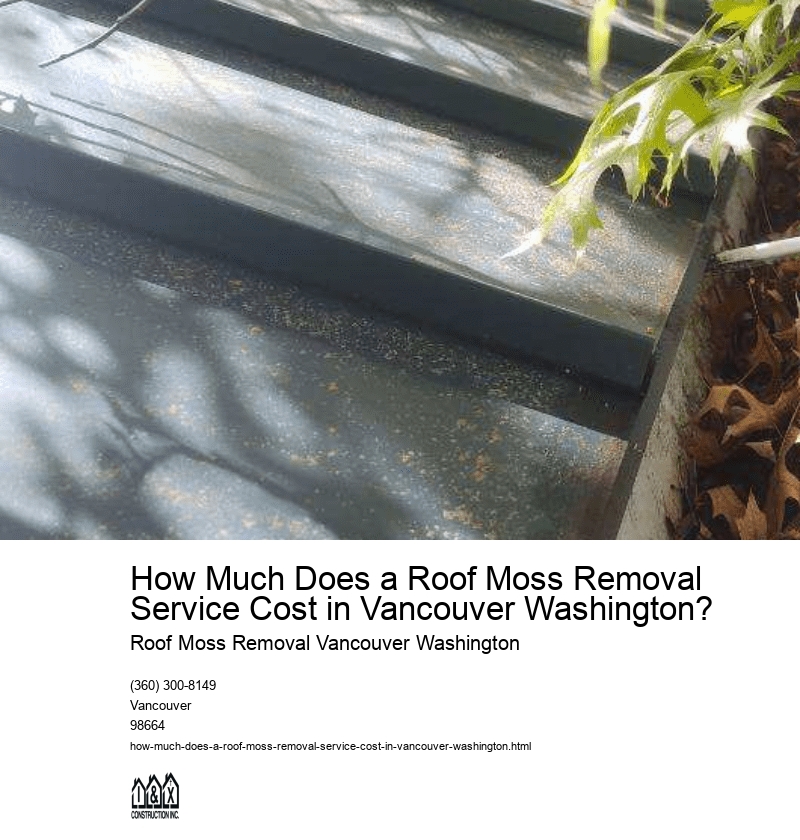 How Much Does a Roof Moss Removal
Service Cost in Vancouver Washington?
Roof Moss Removal Vancouver Washington
(360) 300-8149
Vancouver
98664
how-much-does-a-roof-moss-removal-service-cost-in-vancouver-washington.html
I&X
CONSTRUCTION INC.